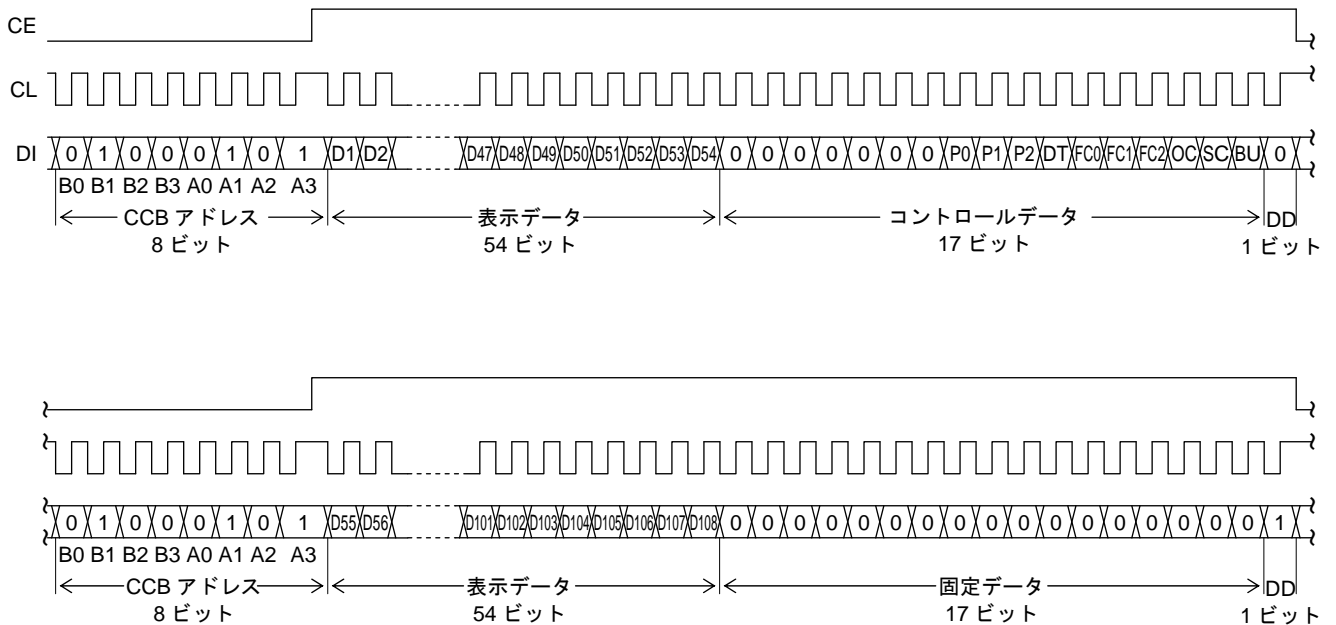 CE
CL
DI 0 1 0 0 0 1 0 1 D1 D2 D47 D48 D49 D50 D51 D52 D53 D54 0 0 0 0 0 0 0 P0 P1 P2 DT FC0 FC1 FC2 OC SC BU 0
B0 B1 B2 B3 A0 A1 A2 A3
CCB アドレス 表示データ コントロールデータ DD
8 ビット 54 ビット 17 ビット 1 ビット
0 1 0 0 0 1 0 1 D55 D56 D101 D102 D103 D104 D105 D106 D107 D108 0 0 0 0 0 0 0 0 0 0 0 0 0 0 0 0 0 1
B0 B1 B2 B3 A0 A1 A2 A3
CCB アドレス 表示データ 固定データ DD
8 ビット 54 ビット 17 ビット 1 ビット